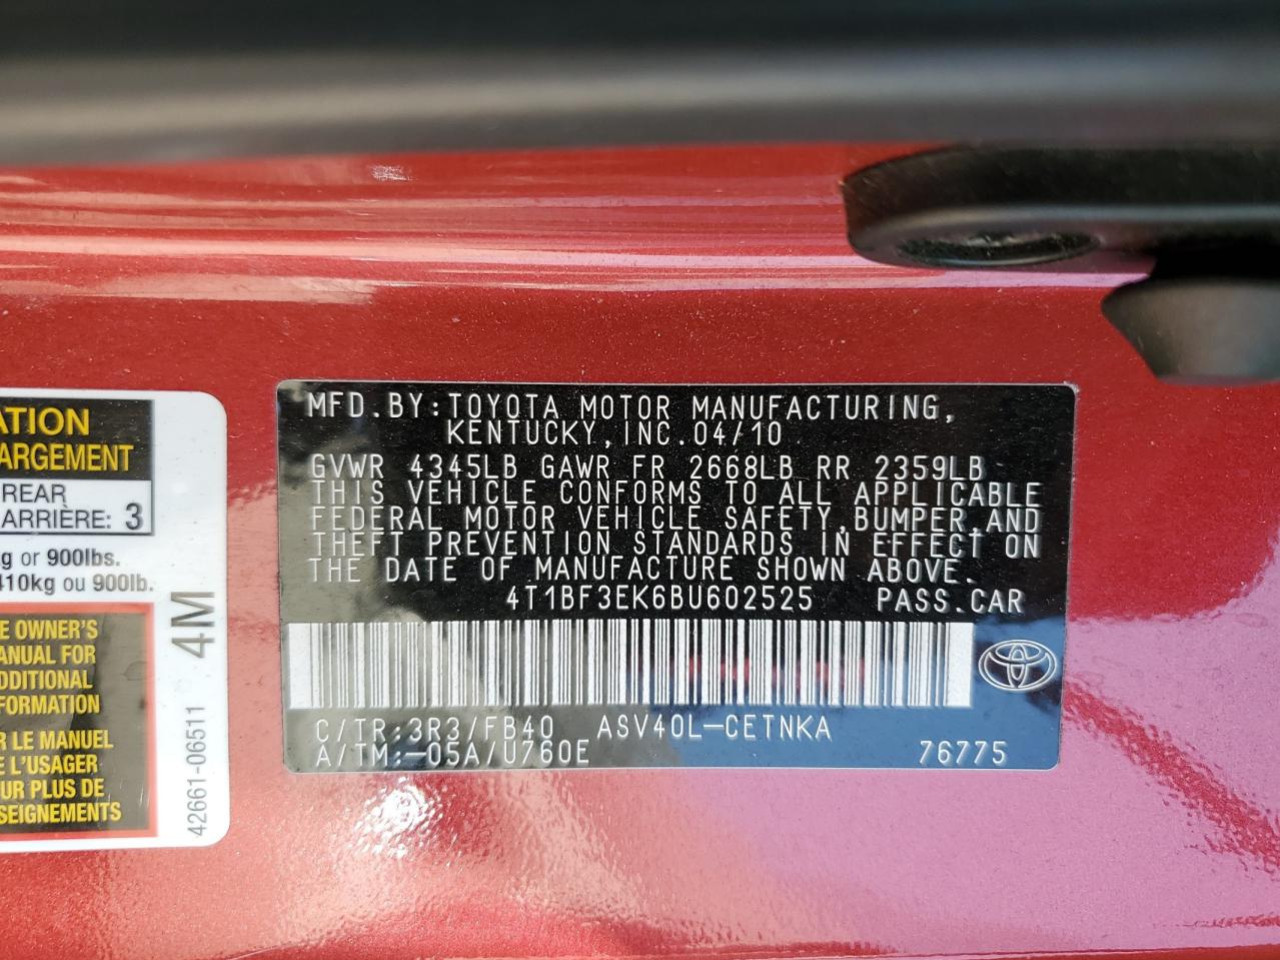 ATION
ARGEMENT
REAR
ARRIÈRE: 3
g or 900lbs.
410kg ou 900lb.
E OWNER'S
ANUAL FOR
DDITIONAL
FORMATION
R LE MANUEL
E L'USAGER
UR PLUS DE
SEIGNEMENTS
42661-06511 4M
MFD.BY:TOYOTA MOTOR MANUFACTURING,
KENTUCKY,INC.04/10
GVWR 4345LB GAWR FR 2668LB RR 2359LB
THIS VEHICLE CONFORMS TO ALL APPLICABLE
FEDERAL MOTOR VEHICLE SAFETY,BUMPER,AND
THEFT PREVENTION STANDARDS IN EFFECT ON
THE DATE OF MANUFACTURE SHOWN ABOVE.
4T1BF3EK6BU602525 PASS.CAR
C/TR:3R3/FB40 ASV40L-CETNKA
A/TM:-05A/U760E 76775